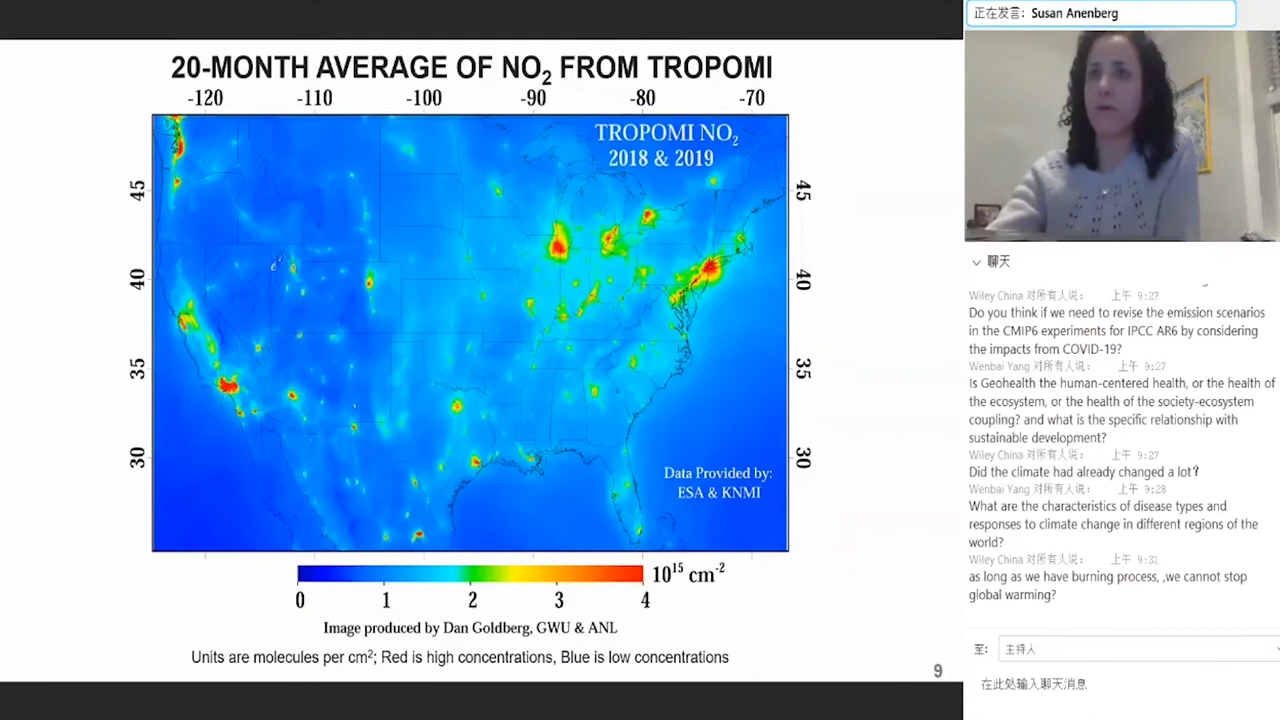 正在发言: Susan Anenberg
20-MONTH AVERAGE OF NO₂ FROM TROPOMI
-120 -110 -100 -90 -80 -70
TROPOMI NO₂
2018 & 2019
45 45
40 40
35 35
30 30
Data Provided by:
ESA & KNMI
10¹⁵ cm⁻²
0 1 2 3 4
Image produced by Dan Goldberg, GWU & ANL
Units are molecules per cm²; Red is high concentrations, Blue is low concentrations
9
聊天
Wiley China 对所有人说: 上午 9:27
Do you think if we need to revise the emission scenarios
in the CMIP6 experiments for IPCC AR6 by considering
the impacts from COVID-19?
Wenbai Yang 对所有人说: 上午 9:27
Is Geohealth the human-centered health, or the health of
the ecosystem, or the health of the society-ecosystem
coupling? and what is the specific relationship with
sustainable development?
Wiley China 对所有人说: 上午 9:27
Did the climate had already changed a lot?
Wenbai Yang 对所有人说: 上午 9:28
What are the characteristics of disease types and
responses to climate change in different regions of the
world?
Wiley China 对所有人说: 上午 9:31
as long as we have burning process, ,we cannot stop
global warming?
至: 主持人
在此处输入聊天消息